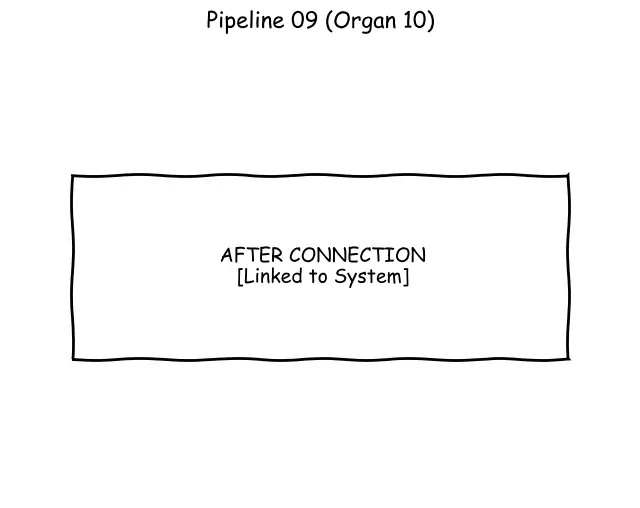 Pipeline 09 (Organ 10)
AFTER CONNECTION
[Linked to System]